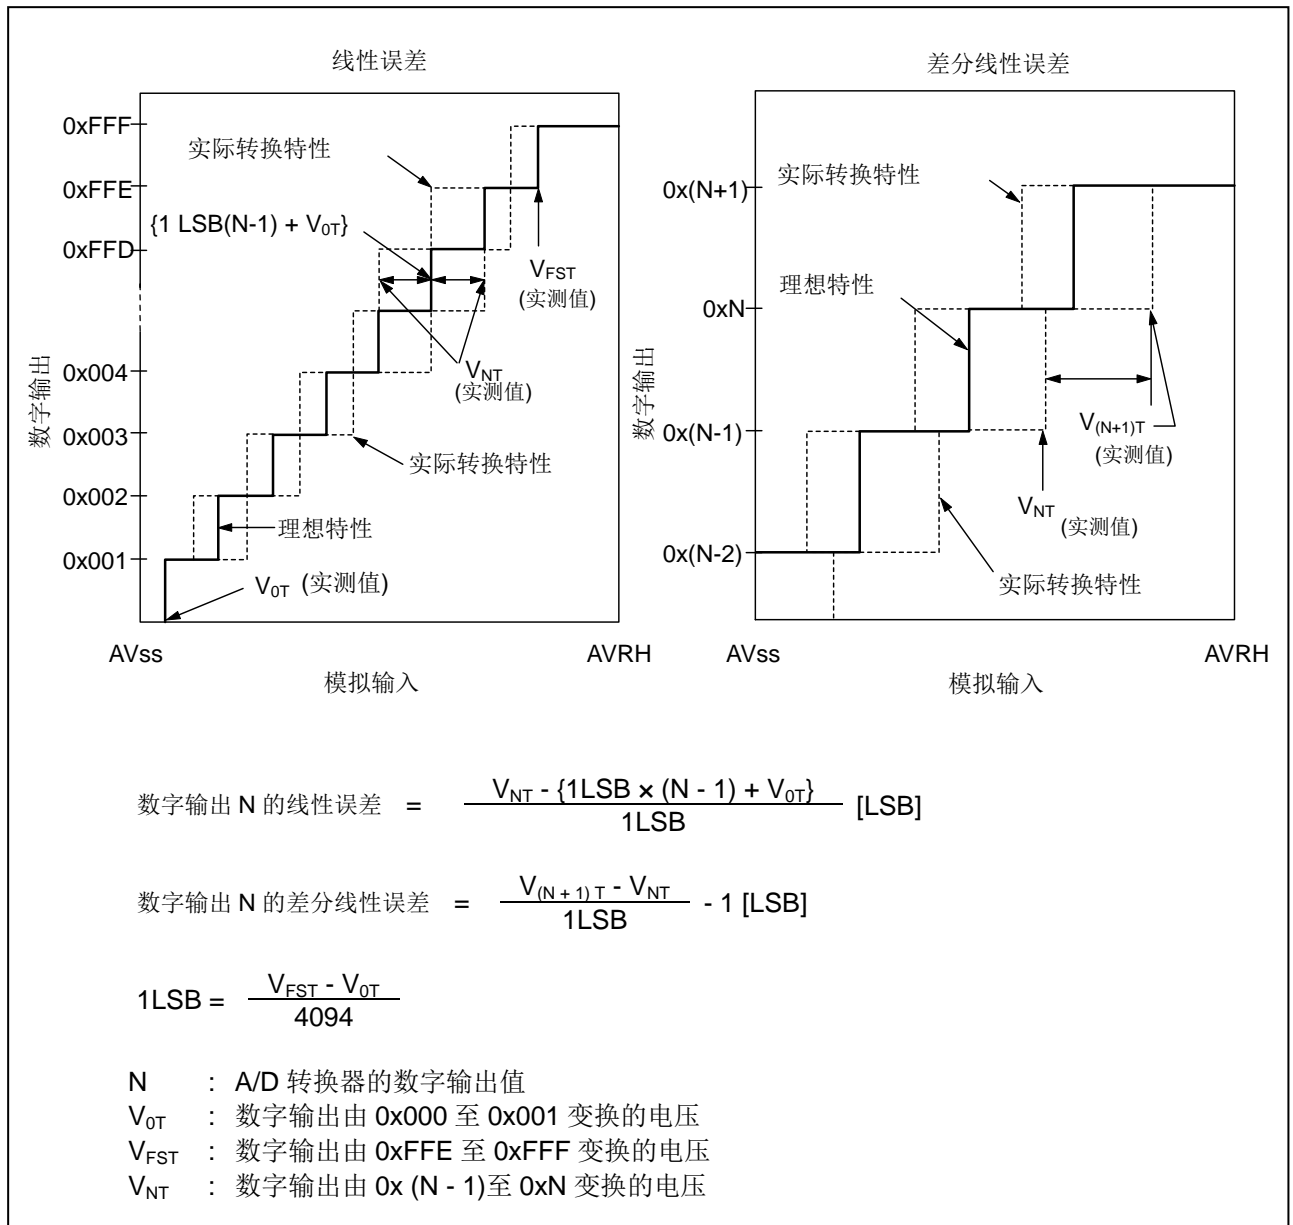 线性误差
0xFFF
0xFFE
0xFFD
0x004
0x003
0x002
0x001
数字输出
实际转换特性
{1 LSB(N-1) + V0T}
VFST
(实测值)
VNT
(实测值)
实际转换特性
理想特性
V0T (实测值)
AVss
AVRH
模拟输入
差分线性误差
0x(N+1)
0xN
0x(N-1)
0x(N-2)
数字输出
实际转换特性
理想特性
V(N+1)T
(实测值)
VNT
(实测值)
实际转换特性
AVss
AVRH
模拟输入
数字输出 N 的线性误差 = VNT - {1LSB × (N - 1) + V0T}
1LSB
[LSB]
数字输出 N 的差分线性误差 = V(N + 1) T - VNT
1LSB
- 1 [LSB]
1LSB = VFST - V0T
4094
N : A/D 转换器的数字输出值
V0T : 数字输出由 0x000 至 0x001 变换的电压
VFST : 数字输出由 0xFFE 至 0xFFF 变换的电压
VNT : 数字输出由 0x (N - 1)至 0xN 变换的电压